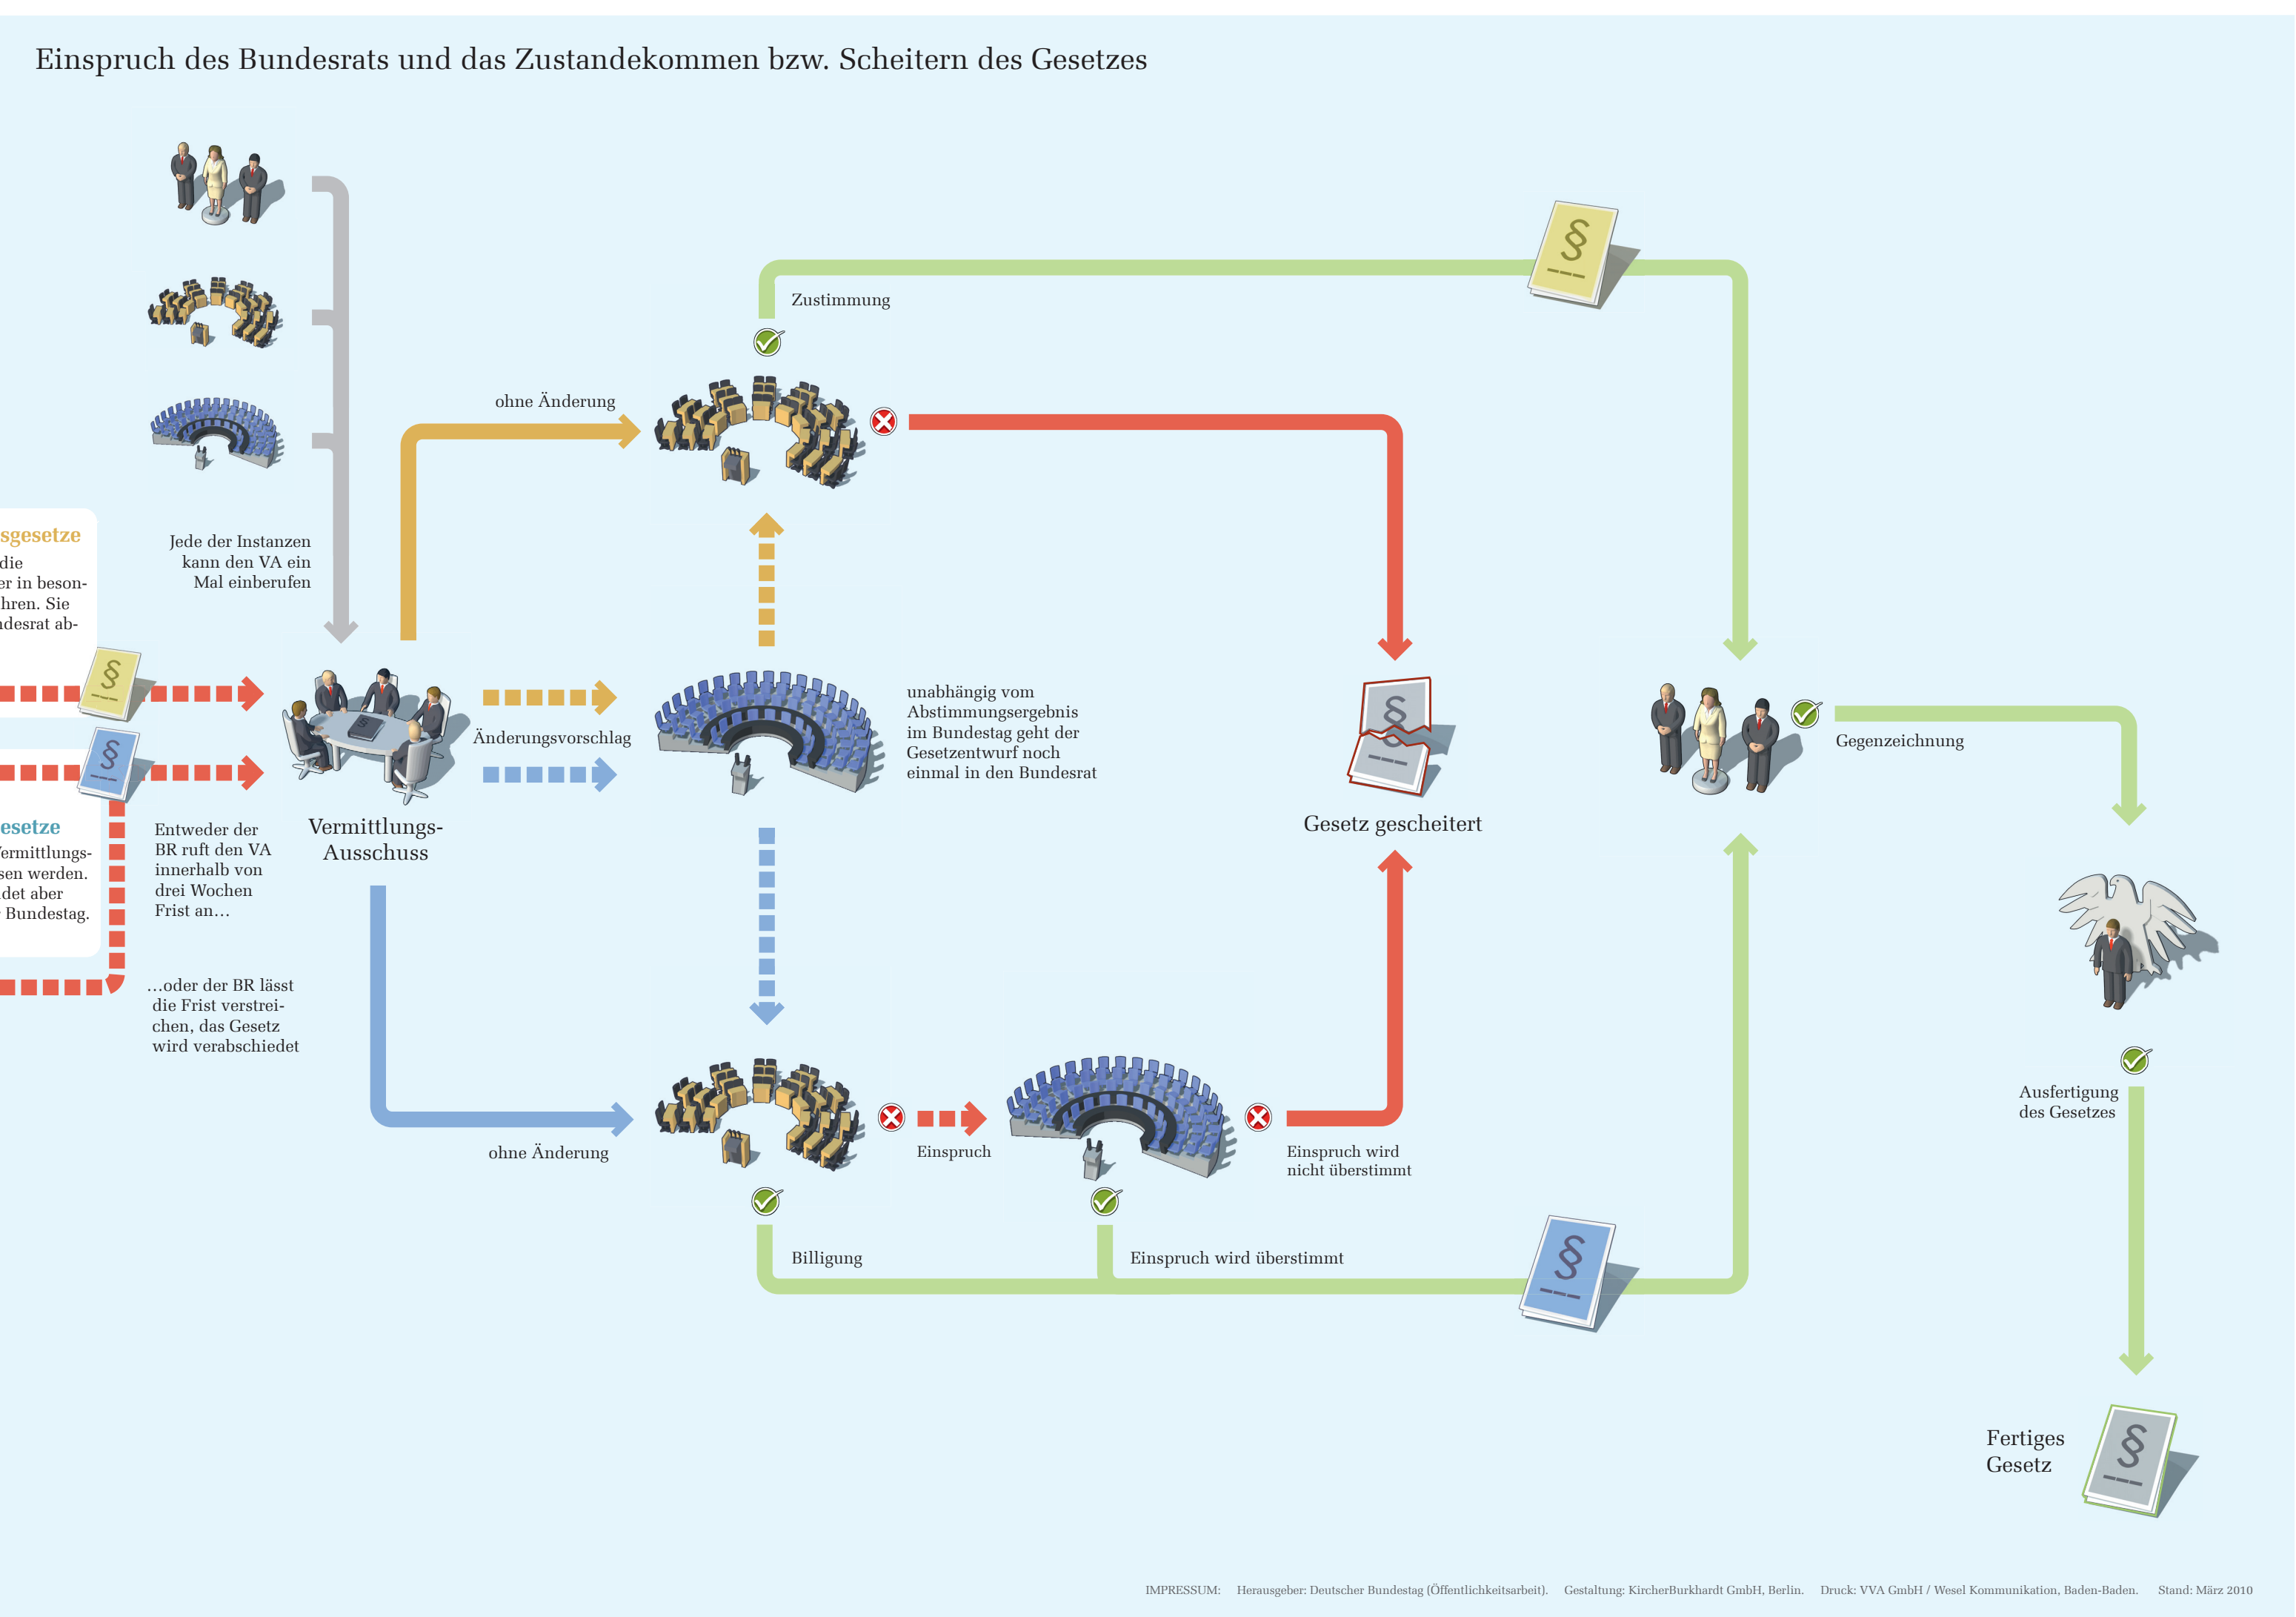 Einspruch des Bundesrats und das Zustandekommen bzw. Scheitern des Gesetzes
Zustimmung
ohne Änderung
Jede der Instanzen
kann den VA ein
Mal einberufen
sgesetze
die
er in beson-
hren. Sie
ndesrat ab-
§
§
§
Änderungsvorschlag
unabhängig vom
Abstimmungsergebnis
im Bundestag geht der
Gesetzentwurf noch
einmal in den Bundesrat
§
§
Gesetz gescheitert
Gegenzeichnung
Vermittlungs-
Ausschuss
esetze
Vermittlungs-
sen werden.
det aber
r Bundestag.
Entweder der
BR ruft den VA
innerhalb von
drei Wochen
Frist an…
…oder der BR lässt
die Frist verstrei-
chen, das Gesetz
wird verabschiedet
ohne Änderung
Einspruch
Einspruch wird
nicht überstimmt
Billigung
Einspruch wird überstimmt
§
Ausfertigung
des Gesetzes
Fertiges
Gesetz
§
IMPRESSUM: Herausgeber: Deutscher Bundestag (Öffentlichkeitsarbeit). Gestaltung: KircherBurkhardt GmbH, Berlin. Druck: VVA GmbH / Wesel Kommunikation, Baden-Baden. Stand: März 2010